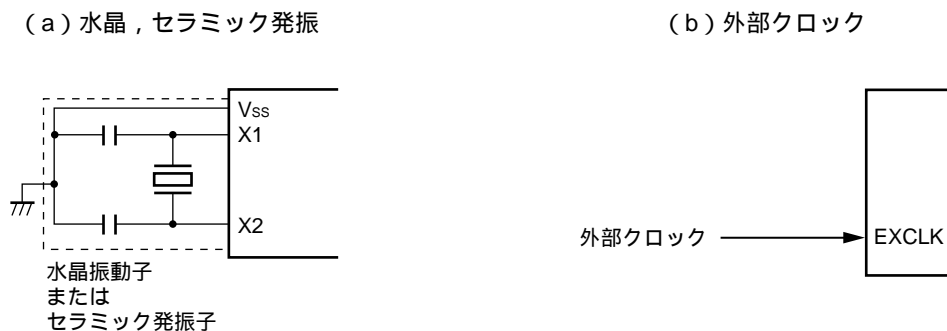 （a）水晶，セラミック発振
（b）外部クロック
VSS
X1
X2
水晶振動子
または
セラミック発振子
外部クロック
EXCLK